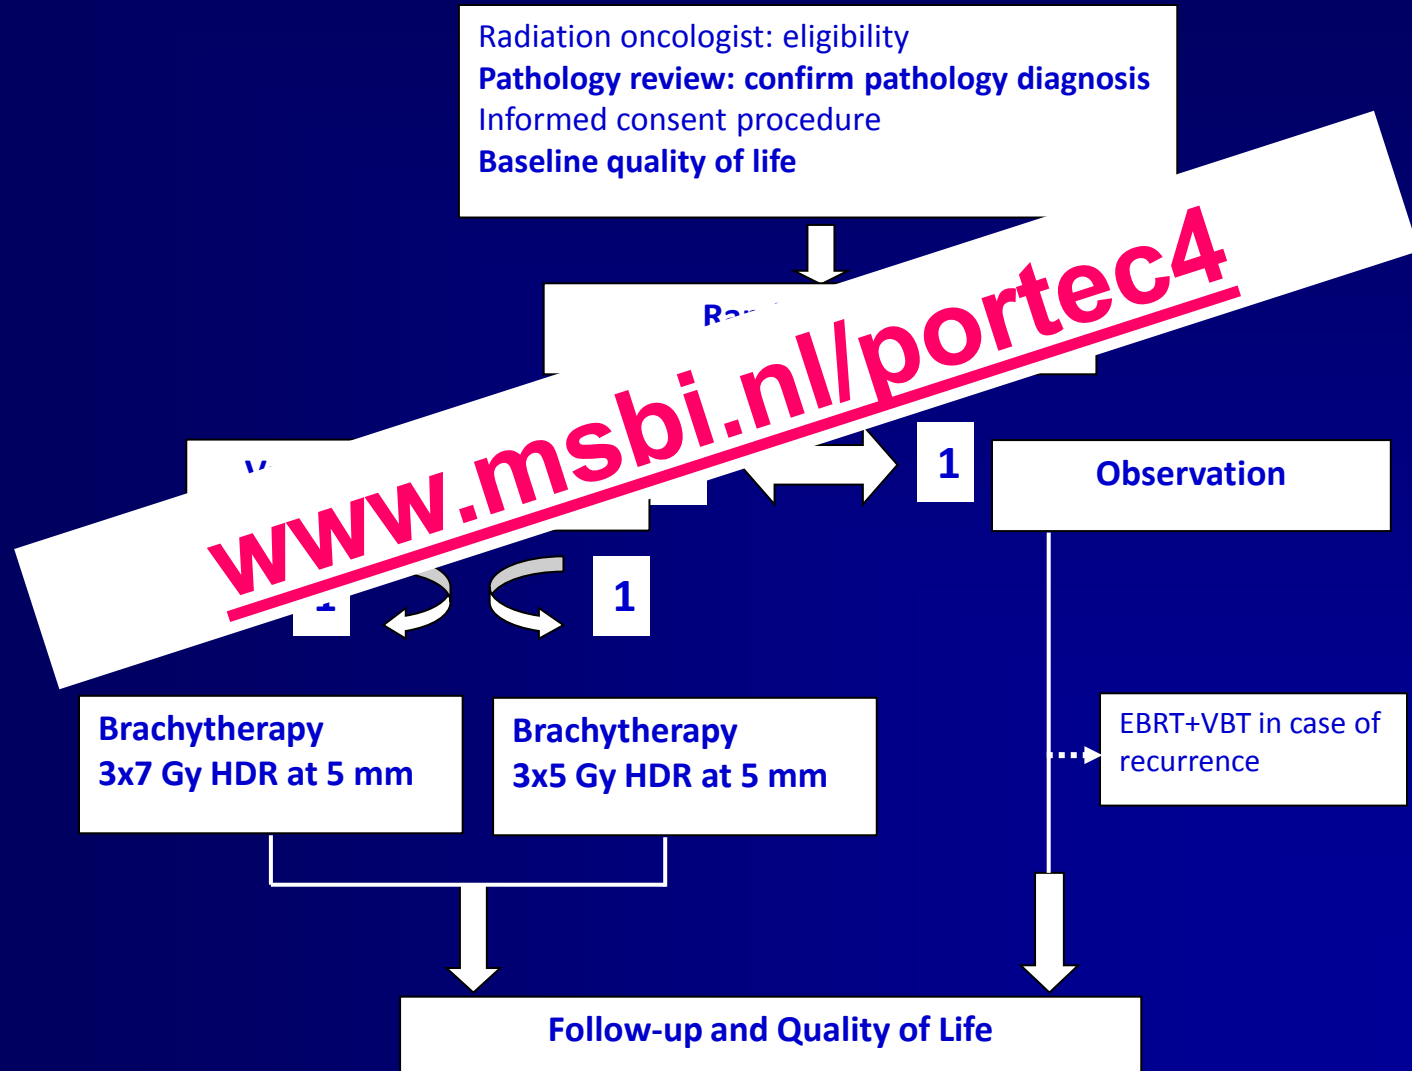 Radiation oncologist: eligibility
Pathology review: confirm pathology diagnosis
Informed consent procedure
Baseline quality of life
www.msbi.nl/portec4
1
Observation
1
1
Brachytherapy
3x7 Gy HDR at 5 mm
Brachytherapy
3x5 Gy HDR at 5 mm
EBRT+VBT in case of
recurrence
Follow-up and Quality of Life